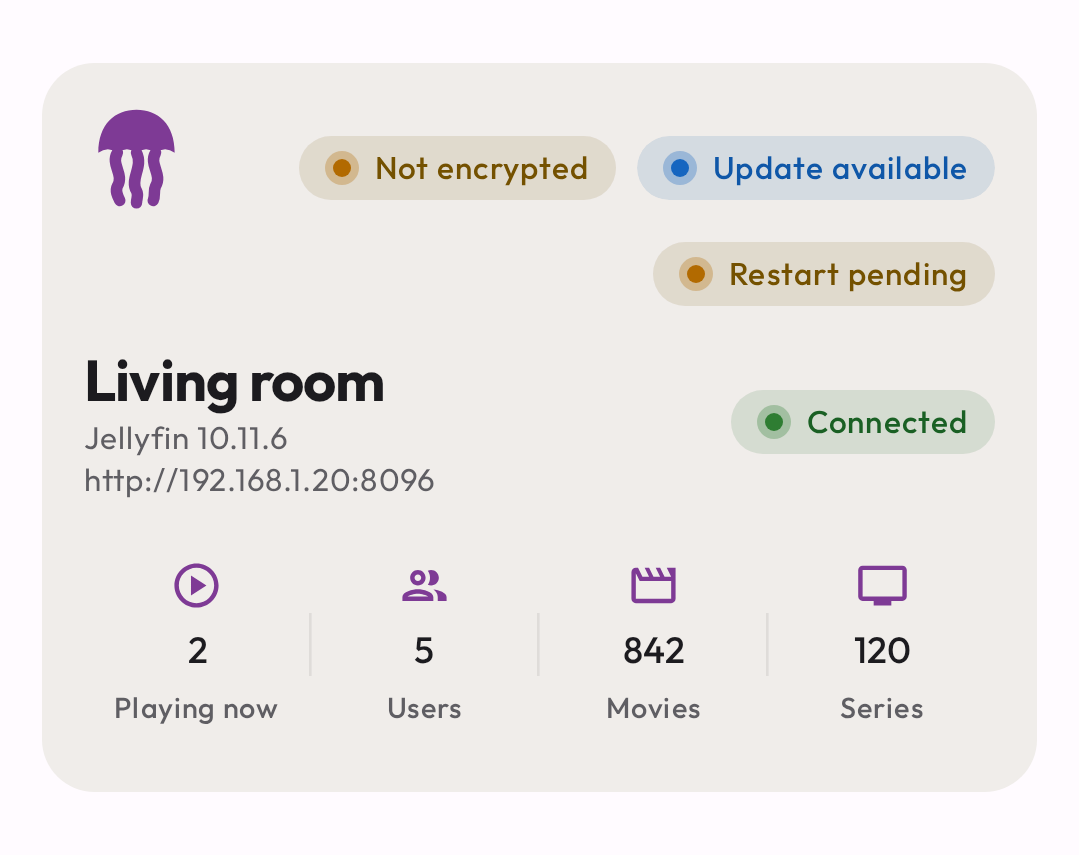 Not encrypted
Update available
Restart pending
Living room
Jellyfin 10.11.6
http://192.168.1.20:8096
Connected
2
5
842
120
Playing now
Users
Movies
Series